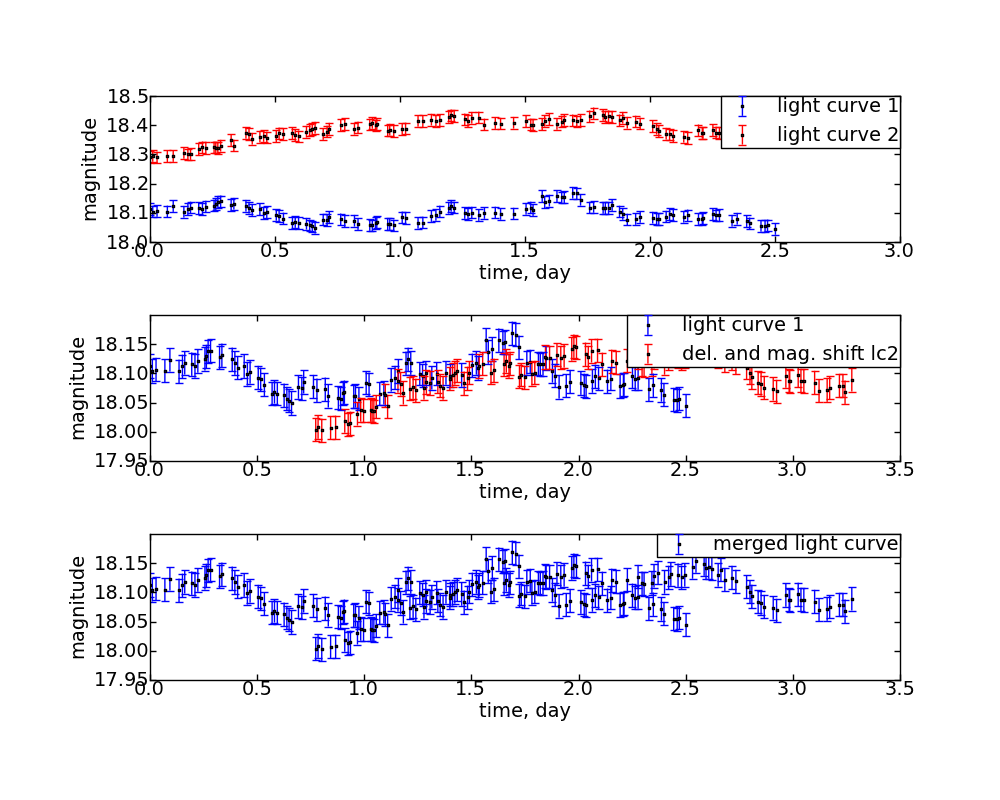 18.5
18.4
18.3
18.2
18.1
18.0
magnitude
light curve 1
light curve 2
0.0 0.5 1.0 1.5 2.0 2.5 3.0
time, day
18.15
18.10
18.05
18.00
17.95
magnitude
light curve 1
del. and mag. shift lc2
0.0 0.5 1.0 1.5 2.0 2.5 3.0 3.5
time, day
18.15
18.10
18.05
18.00
17.95
magnitude
merged light curve
0.0 0.5 1.0 1.5 2.0 2.5 3.0 3.5
time, day